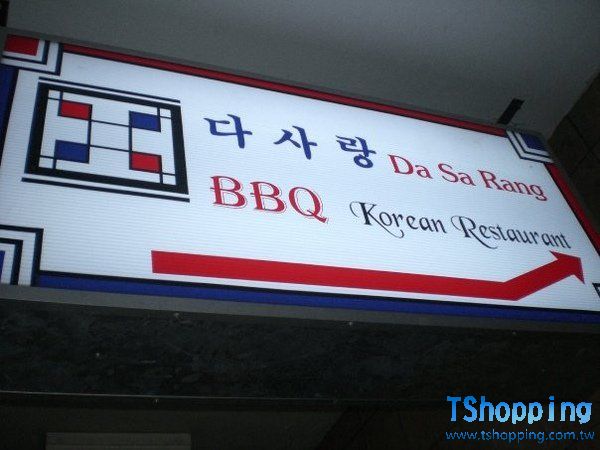 다사랑 Da Sa Rang
BBQ Korean Restaurant
TShopping
www.tshopping.com.tw